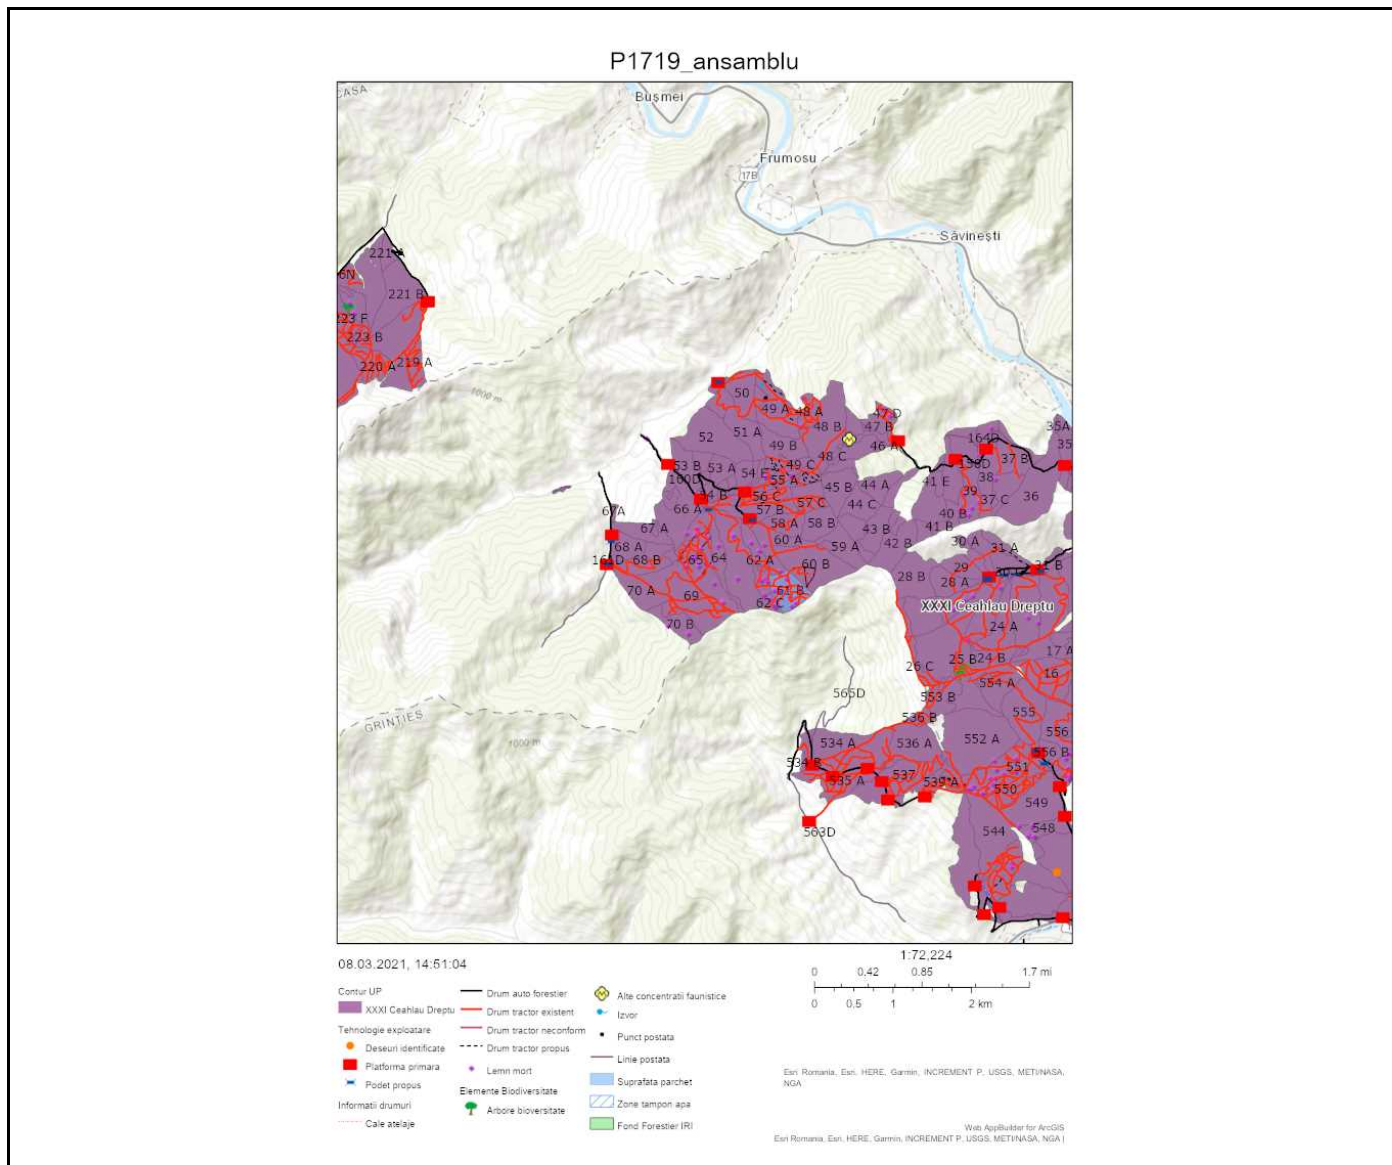 P1719_ansamblu
CASA
Bușmei
Frumosu
17B
Săvinești
221 A
6N
221 B
223 F
223 B
220 A
219 A
1000 m
50
49 A
48 A
47 D
48 B
47 B
52
51 A
49 B
46 A
164D
35A
35
158D
37 B
53 B
53 A
54 E
49 C
48 C
160D
55 A
45 B
44 A
41 E
38
39
37 C
36
56 C
57 C
44 C
66 A
57 B
40 B
67A
67 A
58 A
58 B
43 B
41 B
68 A
60 A
59 A
42 B
30 A
31 A
68 B
65
64
62 A
60 B
29
28 B
28 A
70 A
69
61 B
62 C
XXXI Ceahlau Dreptu
70 B
24 A
17 A
25 B
24 B
26 C
16
565D
553 B
554 A
GRINTIES
536 B
555
556
1000 m
534 A
536 A
552 A
556 B
534 B
535 A
537
539 A
551
550
549
563D
544
548
08.03.2021, 14:51:04
1:72,224
0 0,42 0,85 1.7 mi
0 0,5 1 2 km
Contur UP
XXXI Ceahlau Dreptu
Tehnologie exploatare
Deseuri identificate
Platforma primara
Podet propus
Informatii drumuri
Cale atelaje
Drum auto forestier
Drum tractor existent
Drum tractor neconform
Drum tractor propus
Lemn mort
Elemente Biodiversitate
Arbore bioversitate
Alte concentratii faunistice
Izvor
Punct postata
Linie postata
Suprafata parchet
Zone tampon apa
Fond Forestier IRI
Esri Romania, Esri, HERE, Garmin, INCREMENT P, USGS, METI/NASA,
NGA
Web AppBuilder for ArcGIS
Esri Romania, Esri, HERE, Garmin, INCREMENT P, USGS, METI/NASA, NGA |